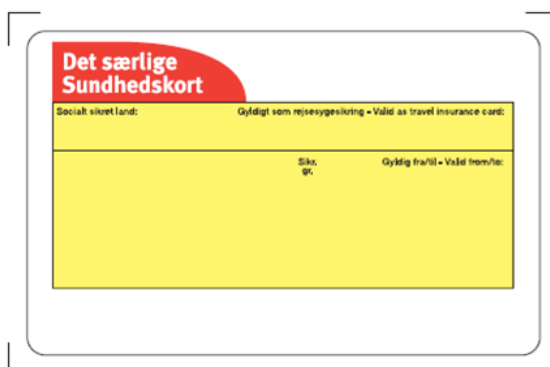 Det særlige
Sundhedskort
Socialt sikret land: Gyldigt som rejsesygesikring – Valid as travel insurance card:
Sikr. Gyldig fra/til – Valid from/to:
gr.